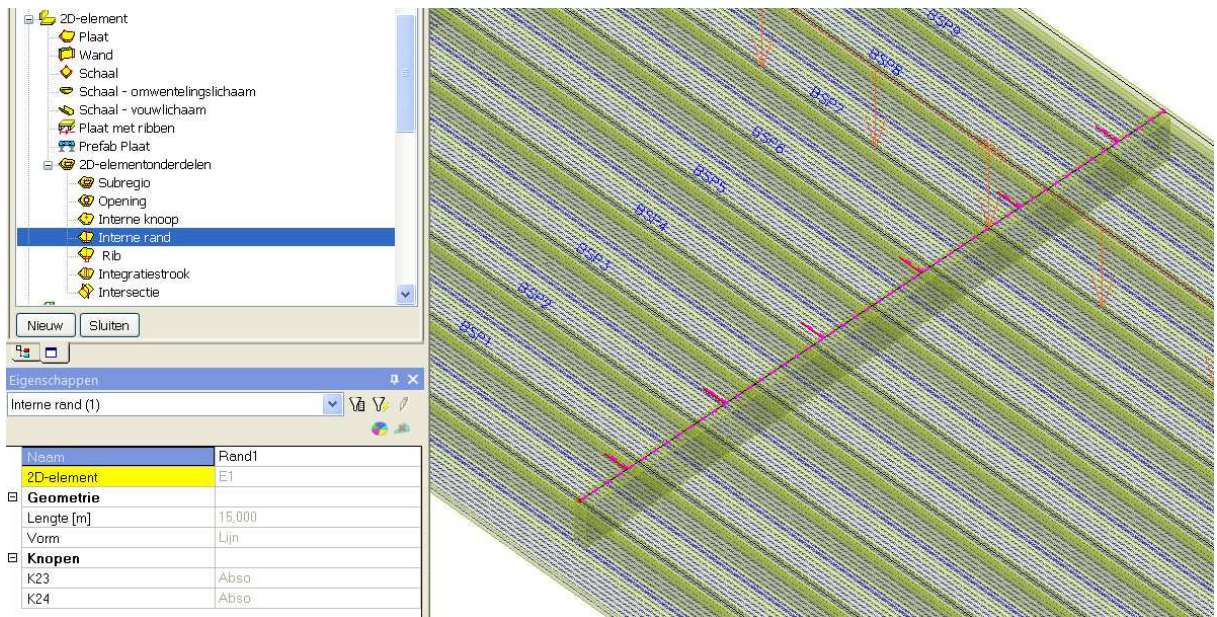 2D-element
Plaat
Wand
Schaal
Schaal - omwentelingslichaam
Schaal - vouwlichaam
Plaat met ribben
Prefab Plaat
2D-elementonderdelen
Subregio
Opening
Interne knoop
Interne rand
Rib
Integratiestrook
Intersectie
Nieuw Sluiten
Eigenschappen
Interne rand (1)
Naam Rand1
2D-element E1
Geometrie
Lengte [m] 15,000
Vorm Lijn
Knopen
K23 Abso
K24 Abso
BSP9
BSP8
BSP7
BSP6
BSP5
BSP4
BSP3
BSP2
BSP1